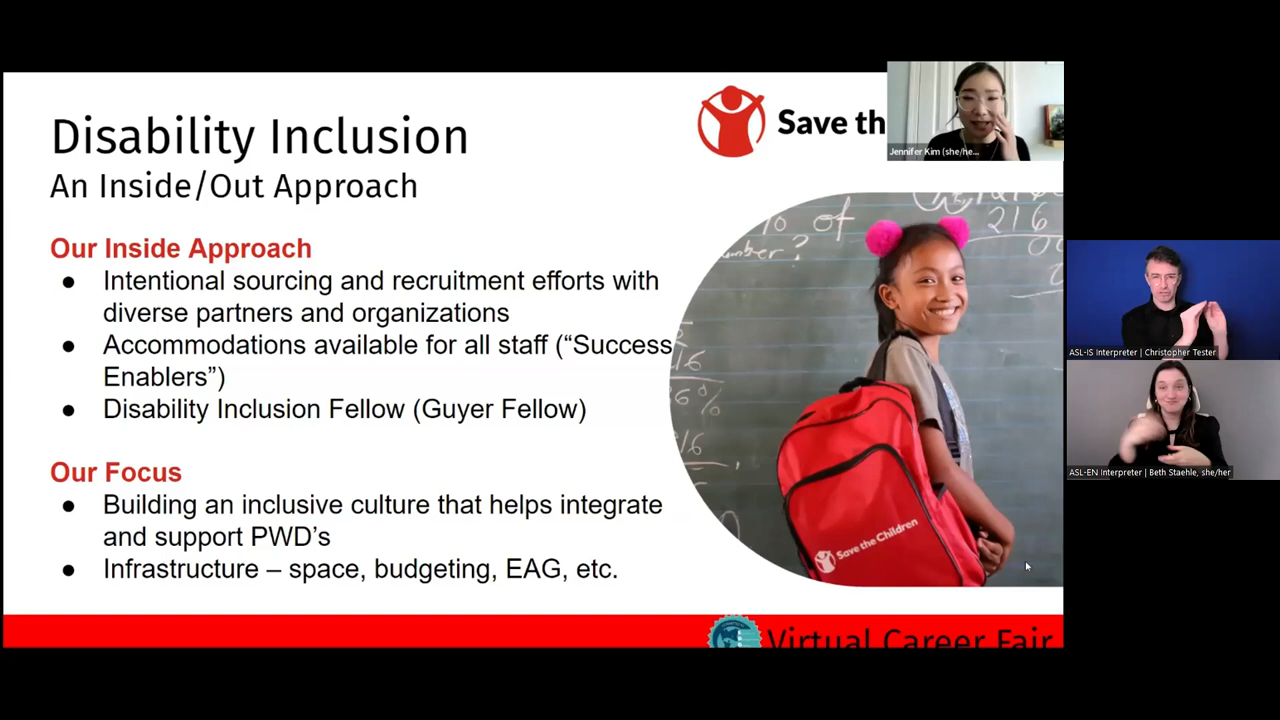 Disability Inclusion
An Inside/Out Approach
Save th
Jennifer Kim (she/he...
Our Inside Approach
● Intentional sourcing and recruitment efforts with
diverse partners and organizations
● Accommodations available for all staff (“Success
Enablers”)
● Disability Inclusion Fellow (Guyer Fellow)
Our Focus
● Building an inclusive culture that helps integrate
and support PWD’s
● Infrastructure – space, budgeting, EAG, etc.
% of
number?
216
Save the Children
ASL-IS Interpreter | Christopher Tester
ASL-EN Interpreter | Beth Staehle, she/her
Virtual Career Fair